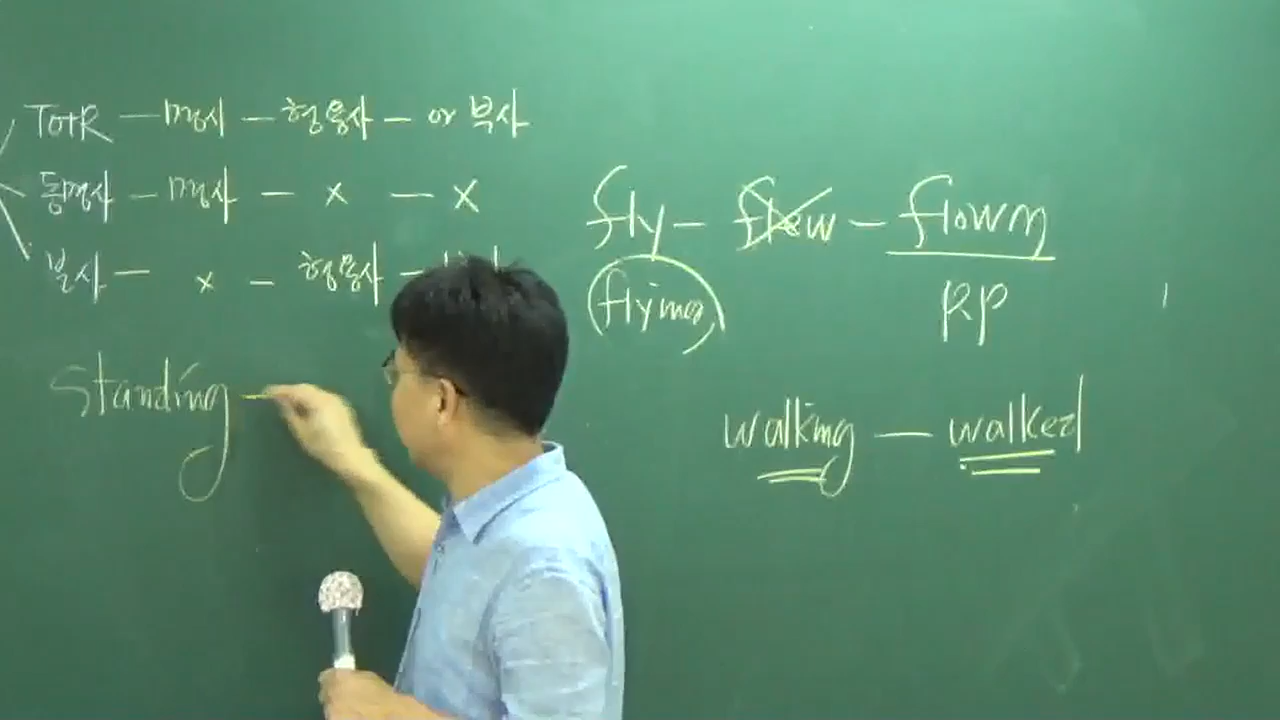 TO+R — 명사 — 형용사 — or 부사
동명사 — 명사 — x — x
분사 — x — 형용사 —
standing —
fly — flew — flown
flying
P.P
walking — walked